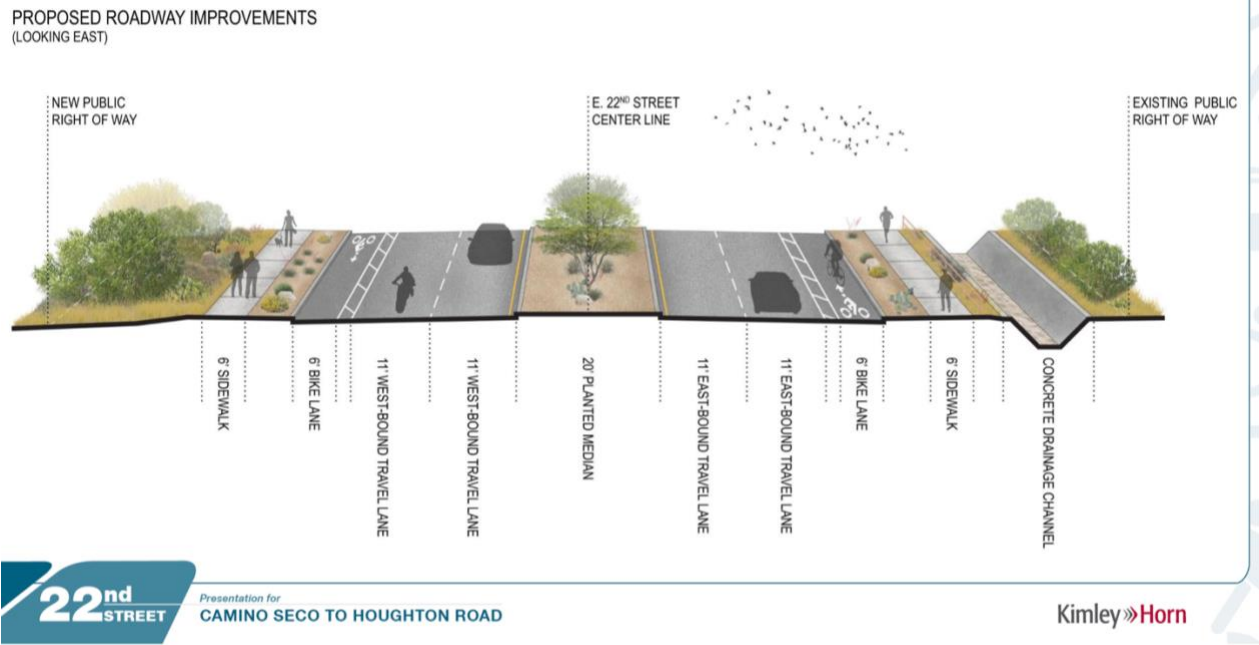 PROPOSED ROADWAY IMPROVEMENTS
(LOOKING EAST)
NEW PUBLIC
RIGHT OF WAY
E. 22ND STREET
CENTER LINE
EXISTING PUBLIC
RIGHT OF WAY
6' SIDEWALK
6' BIKE LANE
11' WEST-BOUND TRAVEL LANE
11' WEST-BOUND TRAVEL LANE
20' PLANTED MEDIAN
11' EAST-BOUND TRAVEL LANE
11' EAST-BOUND TRAVEL LANE
6' BIKE LANE
6' SIDEWALK
CONCRETE DRAINAGE CHANNEL
22nd
STREET
Presentation for
CAMINO SECO TO HOUGHTON ROAD
Kimley»Horn